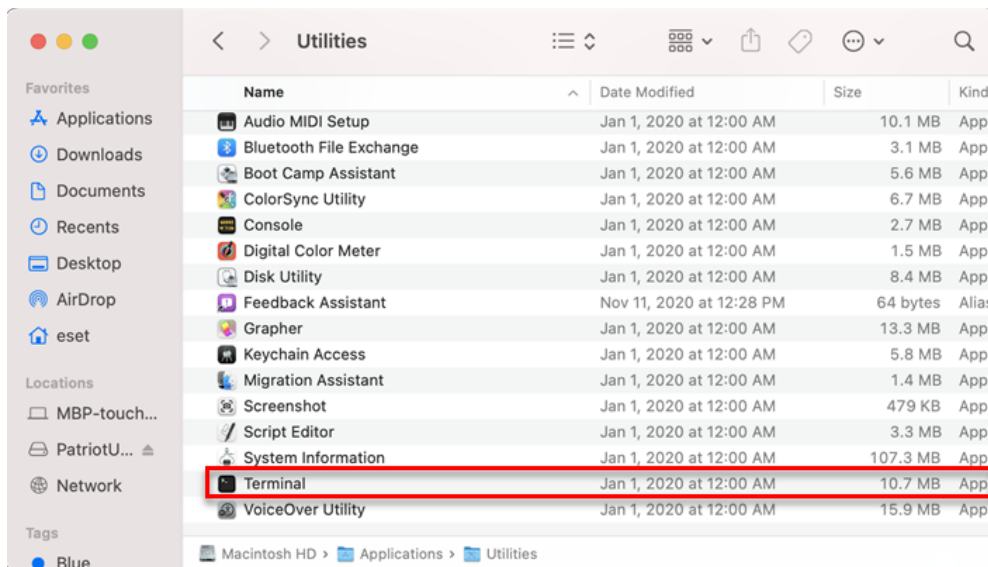 Utilities
Favorites
Applications
Downloads
Documents
Recents
Desktop
AirDrop
eset
Locations
MBP-touch...
PatriotU...
Network
Tags
Blue
Name Date Modified Size Kind
Audio MIDI Setup Jan 1, 2020 at 12:00 AM 10.1 MB App
Bluetooth File Exchange Jan 1, 2020 at 12:00 AM 3.1 MB App
Boot Camp Assistant Jan 1, 2020 at 12:00 AM 5.6 MB App
ColorSync Utility Jan 1, 2020 at 12:00 AM 6.7 MB App
Console Jan 1, 2020 at 12:00 AM 2.7 MB App
Digital Color Meter Jan 1, 2020 at 12:00 AM 1.5 MB App
Disk Utility Jan 1, 2020 at 12:00 AM 8.4 MB App
Feedback Assistant Nov 11, 2020 at 12:28 PM 64 bytes Alias
Grapher Jan 1, 2020 at 12:00 AM 13.3 MB App
Keychain Access Jan 1, 2020 at 12:00 AM 5.8 MB App
Migration Assistant Jan 1, 2020 at 12:00 AM 1.4 MB App
Screenshot Jan 1, 2020 at 12:00 AM 479 KB App
Script Editor Jan 1, 2020 at 12:00 AM 3.3 MB App
System Information Jan 1, 2020 at 12:00 AM 107.3 MB App
Terminal Jan 1, 2020 at 12:00 AM 10.7 MB App
VoiceOver Utility Jan 1, 2020 at 12:00 AM 15.9 MB App
Macintosh HD › Applications › Utilities